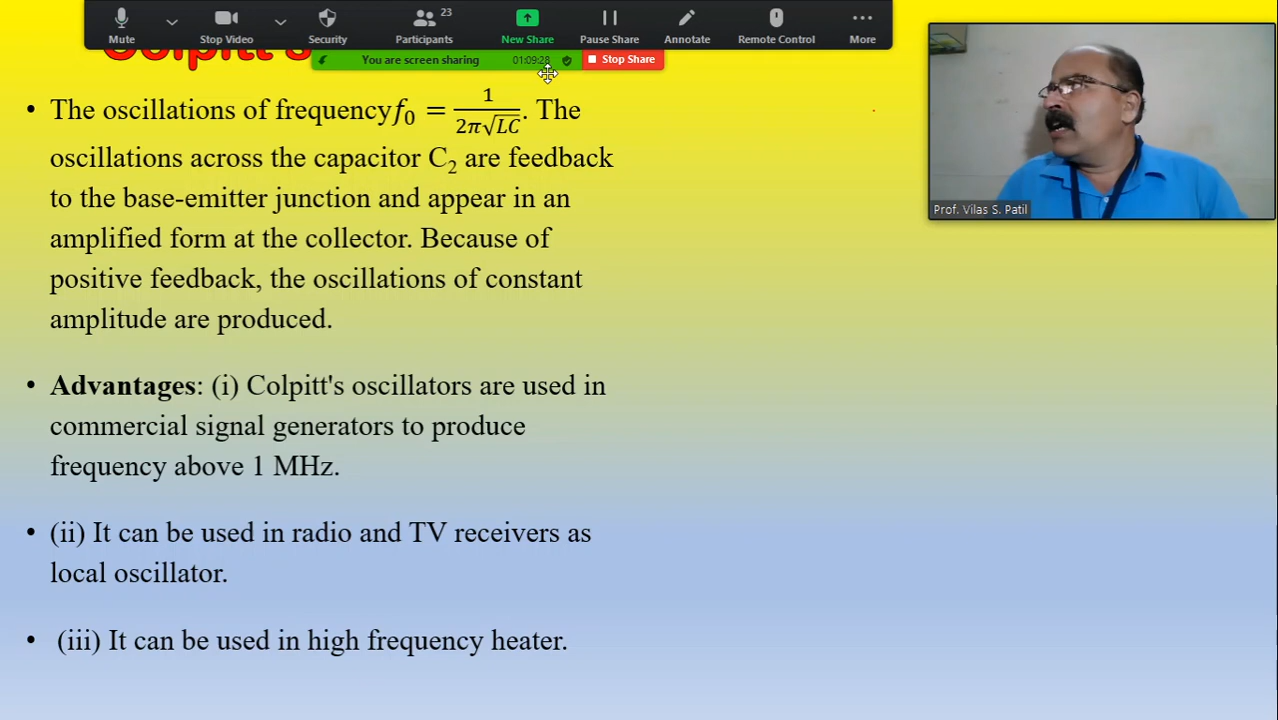 Mute
Stop Video
Security
Participants
23
New Share
Pause Share
Annotate
Remote Control
More
Colpitt's
You are screen sharing
01:09:28
Stop Share
• The oscillations of frequency f₀ = 1/(2π√LC). The
oscillations across the capacitor C₂ are feedback
to the base-emitter junction and appear in an
amplified form at the collector. Because of
positive feedback, the oscillations of constant
amplitude are produced.
• Advantages: (i) Colpitt's oscillators are used in
commercial signal generators to produce
frequency above 1 MHz.
• (ii) It can be used in radio and TV receivers as
local oscillator.
• (iii) It can be used in high frequency heater.
Prof. Vilas S. Patil